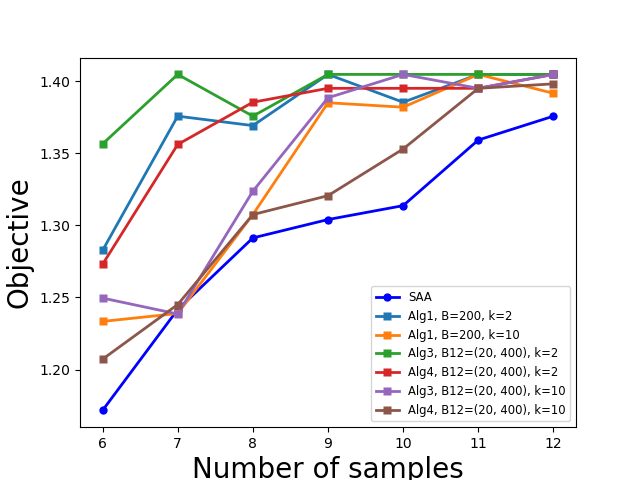 1.40
1.35
1.30
1.25
1.20
Objective
6 7 8 9 10 11 12
Number of samples
SAA
Alg1, B=200, k=2
Alg1, B=200, k=10
Alg3, B12=(20, 400), k=2
Alg4, B12=(20, 400), k=2
Alg3, B12=(20, 400), k=10
Alg4, B12=(20, 400), k=10